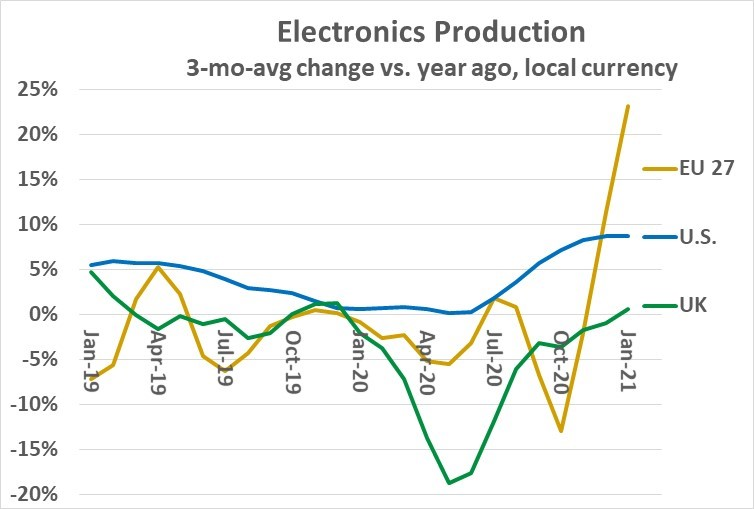 Electronics Production
3-mo-avg change vs. year ago, local currency
25%
20%
15%
10%
5%
0%
-5%
-10%
-15%
-20%
Jan-19
Apr-19
Jul-19
Oct-19
Jan-20
Apr-20
Jul-20
Oct-20
Jan-21
EU 27
U.S.
UK